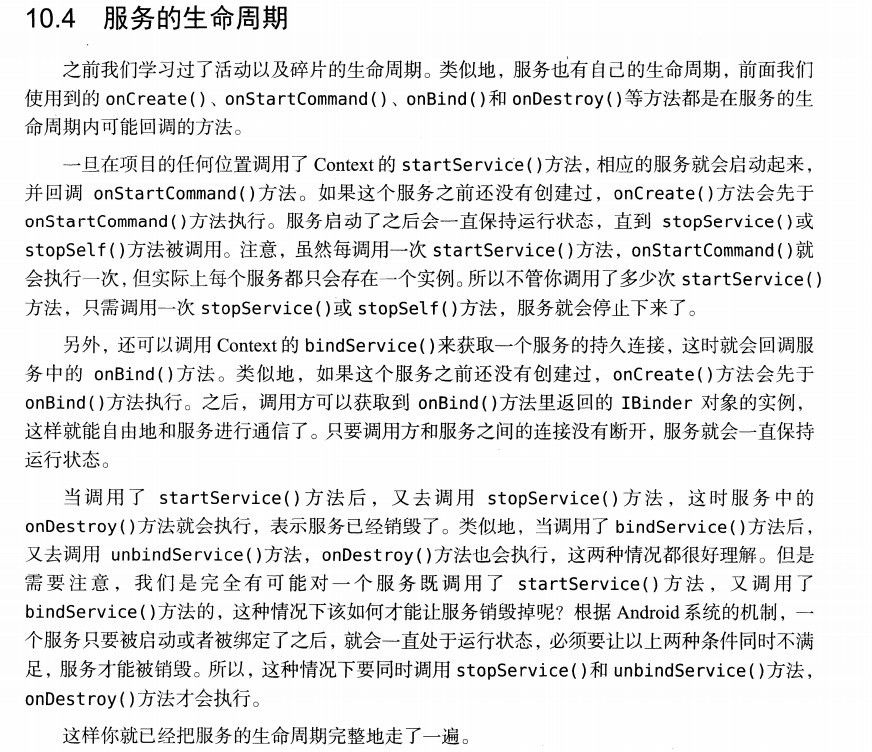 10.4 服务的生命周期
之前我们学习过了活动以及碎片的生命周期。类似地，服务也有自己的生命周期，前面我们
使用到的 onCreate()、onStartCommand()、onBind()和 onDestroy()等方法都是在服务的生
命周期内可能回调的方法。
一旦在项目的任何位置调用了 Context 的 startService()方法，相应的服务就会启动起来，
并回调 onStartCommand()方法。如果这个服务之前还没有创建过，onCreate()方法会先于
onStartCommand()方法执行。服务启动了之后会一直保持运行状态，直到 stopService()或
stopSelf()方法被调用。注意，虽然每调用一次 startService()方法，onStartCommand()就
会执行一次，但实际上每个服务都只会存在一个实例。所以不管你调用了多少次 startService()
方法，只需调用一次 stopService()或 stopSelf()方法，服务就会停止下来了。
另外，还可以调用 Context 的 bindService()来获取一个服务的持久连接，这时就会回调服
务中的 onBind()方法。类似地，如果这个服务之前还没有创建过，onCreate()方法会先于
onBind()方法执行。之后，调用方可以获取到 onBind()方法里返回的 IBinder 对象的实例，
这样就能自由地和服务进行通信了。只要调用方和服务之间的连接没有断开，服务就会一直保持
运行状态。
当调用了 startService()方法后，又去调用 stopService()方法，这时服务中的
onDestroy()方法就会执行，表示服务已经销毁了。类似地，当调用了 bindService()方法后，
又去调用 unbindService()方法，onDestroy()方法也会执行，这两种情况都很好理解。但是
需要注意，我们是完全有可能对一个服务既调用了 startService()方法，又调用了
bindService()方法的，这种情况下该如何才能让服务销毁掉呢？根据 Android 系统的机制，一
个服务只要被启动或者被绑定了之后，就会一直处于运行状态，必须要让以上两种条件同时不满
足，服务才能被销毁。所以，这种情况下要同时调用 stopService()和 unbindService()方法，
onDestroy()方法才会执行。
这样你就已经把服务的生命周期完整地走了一遍。